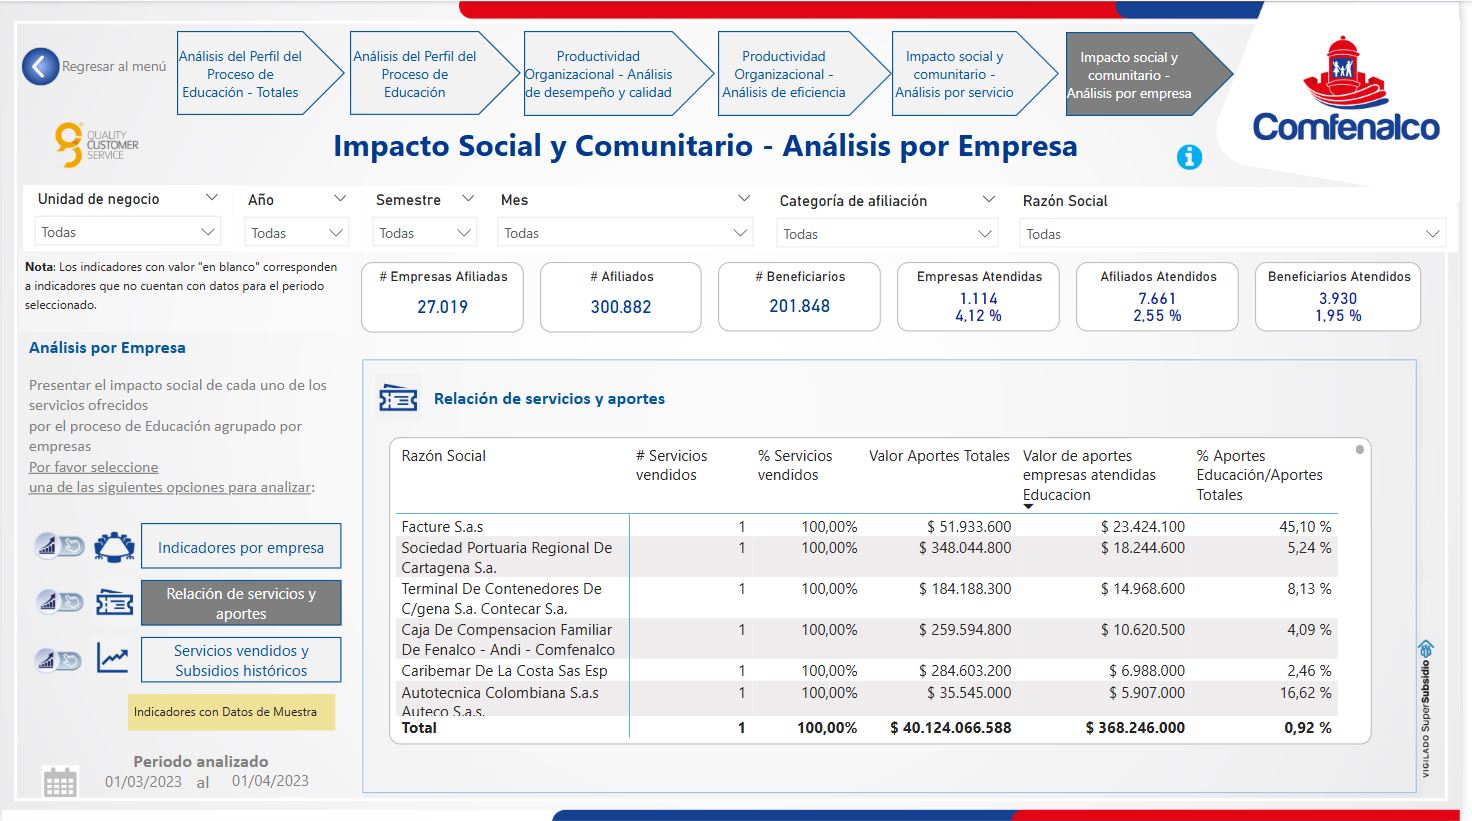 Regresar al menú
Análisis del Perfil del
Proceso de
Educación - Totales
Análisis del Perfil del
Proceso de
Educación
Productividad
Organizacional - Análisis
de desempeño y calidad
Productividad
Organizacional -
Análisis de eficiencia
Impacto social y
comunitario -
Análisis por servicio
Impacto social y
comunitario -
Análisis por empresa
Comfenalco
QUALITY
CUSTOMER
SERVICE
Impacto Social y Comunitario - Análisis por Empresa
Unidad de negocio
Todas
Año
Todas
Semestre
Todas
Mes
Todas
Categoría de afiliación
Todas
Razón Social
Todas
Nota: Los indicadores con valor "en blanco" corresponden
a indicadores que no cuentan con datos para el periodo
seleccionado.
# Empresas Afiliadas
27.019
# Afiliados
300.882
# Beneficiarios
201.848
Empresas Atendidas
1.114
4,12 %
Afiliados Atendidos
7.661
2,55 %
Beneficiarios Atendidos
3.930
1,95 %
Análisis por Empresa
Presentar el impacto social de cada uno de los
servicios ofrecidos
por el proceso de Educación agrupado por
empresas
Por favor seleccione
una de las siguientes opciones para analizar:
Indicadores por empresa
Relación de servicios y
aportes
Servicios vendidos y
Subsidios históricos
Indicadores con Datos de Muestra
Periodo analizado
01/03/2023 al 01/04/2023
Relación de servicios y aportes
Razón Social
# Servicios
vendidos
% Servicios
vendidos
Valor Aportes Totales
Valor de aportes
empresas atendidas
Educacion
% Aportes
Educación/Aportes
Totales
Facture S.a.s 1 100,00% $ 51.933.600 $ 23.424.100 45,10 %
Sociedad Portuaria Regional De 1 100,00% $ 348.044.800 $ 18.244.600 5,24 %
Cartagena S.a.
Terminal De Contenedores De 1 100,00% $ 184.188.300 $ 14.968.600 8,13 %
C/gena S.a. Contecar S.a.
Caja De Compensacion Familiar 1 100,00% $ 259.594.800 $ 10.620.500 4,09 %
De Fenalco - Andi - Comfenalco
Caribemar De La Costa Sas Esp 1 100,00% $ 284.603.200 $ 6.988.000 2,46 %
Autotecnica Colombiana S.a.s 1 100,00% $ 35.545.000 $ 5.907.000 16,62 %
Auteco S.a.s.
Total 1 100,00% $ 40.124.066.588 $ 368.246.000 0,92 %
VIGILADO SuperSubsidio